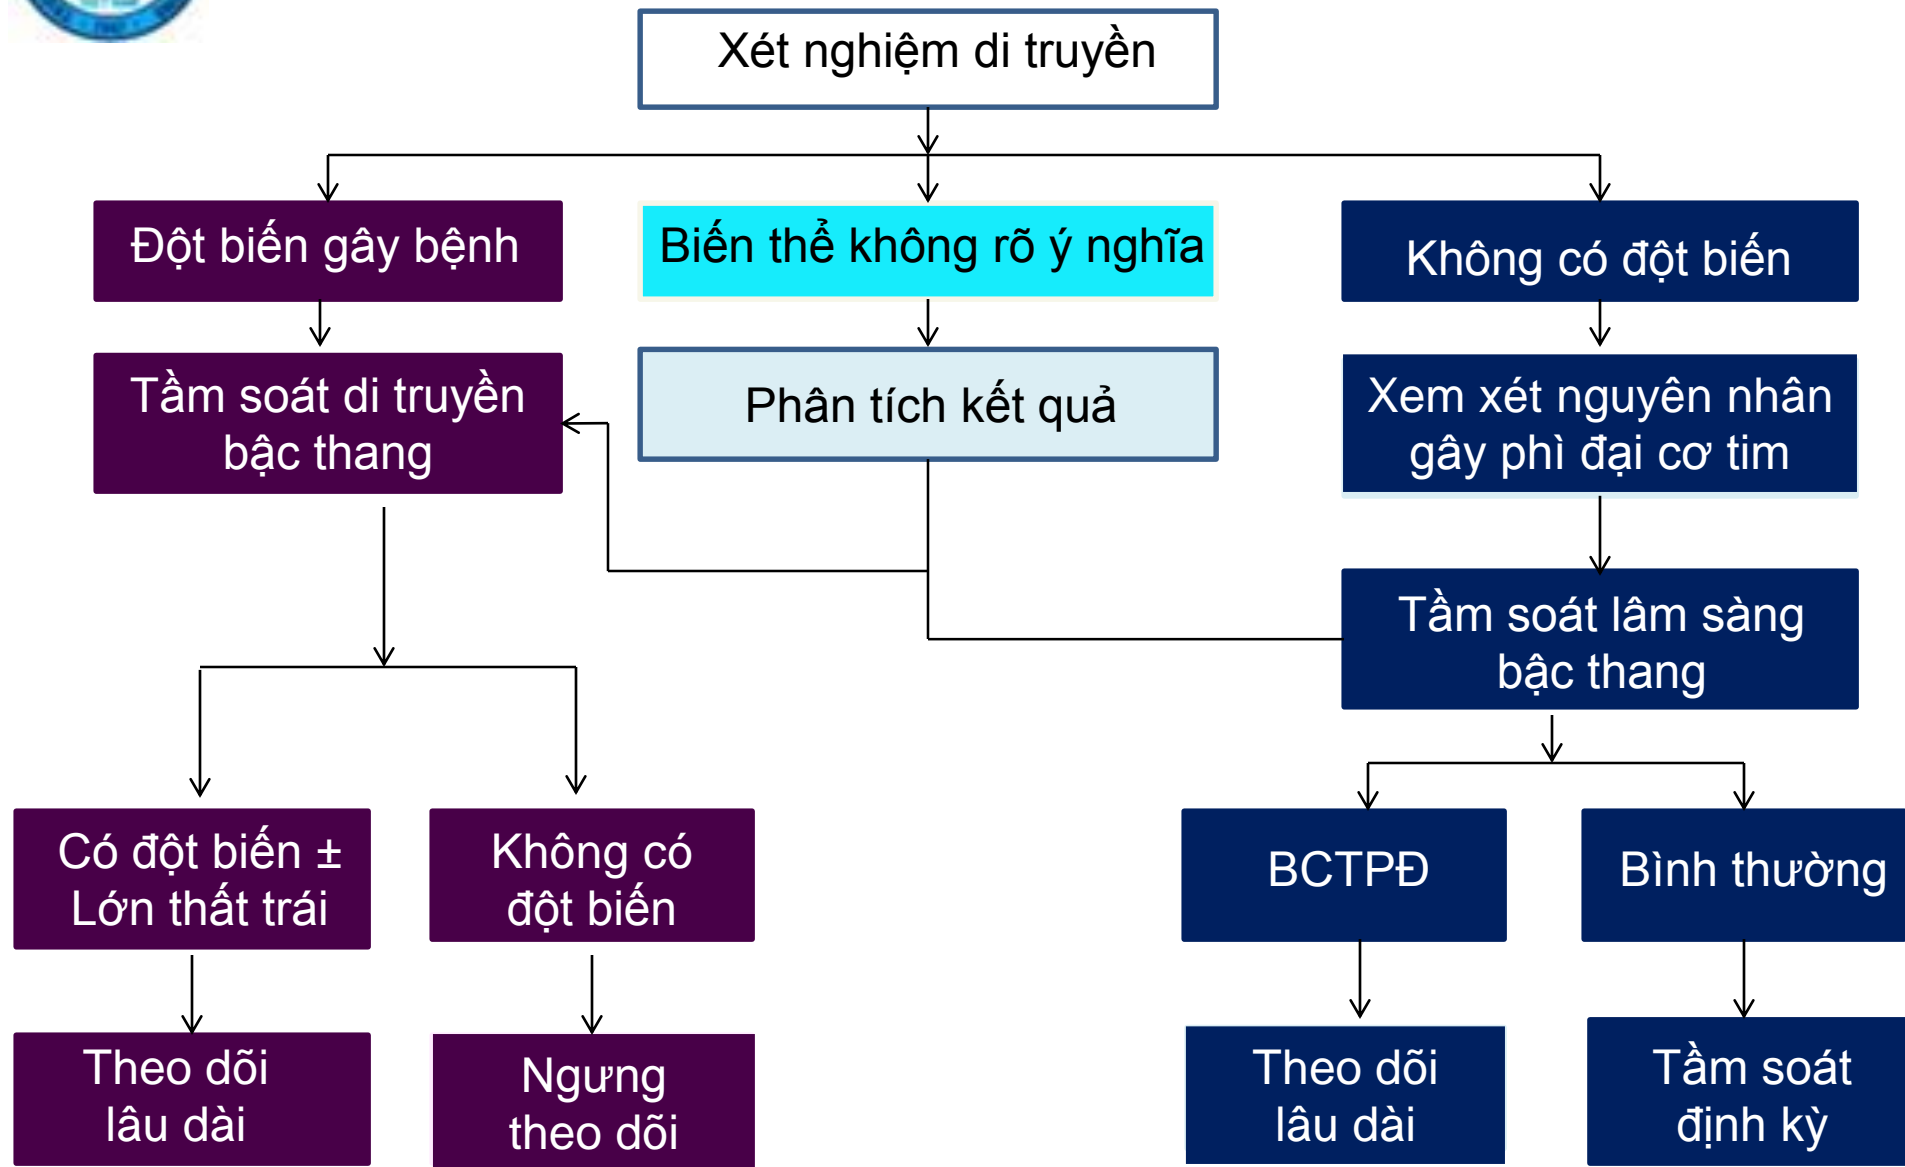 Xét nghiệm di truyền
Đột biến gây bệnh
Biến thể không rõ ý nghĩa
Không có đột biến
Tầm soát di truyền
bậc thang
Phân tích kết quả
Xem xét nguyên nhân
gây phì đại cơ tim
Tầm soát lâm sàng
bậc thang
Có đột biến ±
Lớn thất trái
Không có
đột biến
BCTPĐ
Bình thường
Theo dõi
lâu dài
Ngưng
theo dõi
Theo dõi
lâu dài
Tầm soát
định kỳ